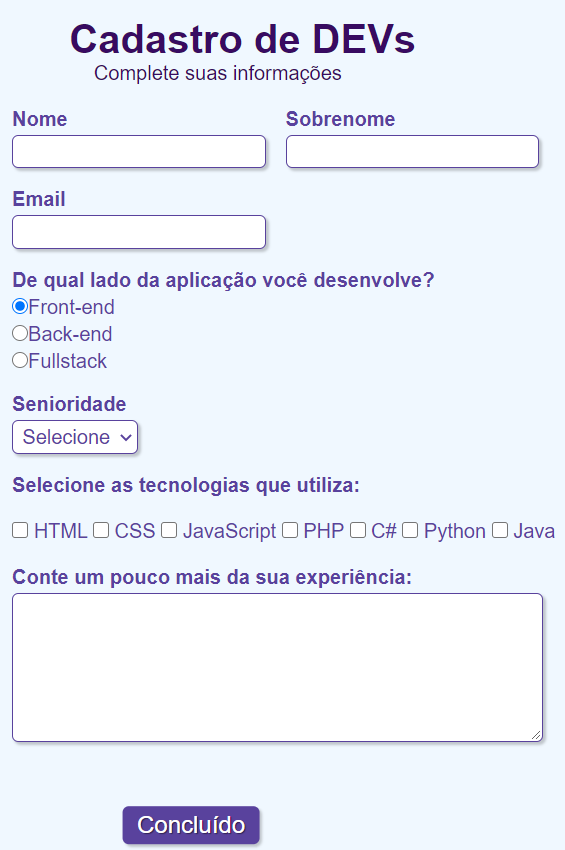 Cadastro de DEVs
Complete suas informações
Nome Sobrenome
Email
De qual lado da aplicação você desenvolve?
Front-end
Back-end
Fullstack
Senioridade
Selecione
Selecione as tecnologias que utiliza:
HTML CSS JavaScript PHP C# Python Java
Conte um pouco mais da sua experiência:
Concluído